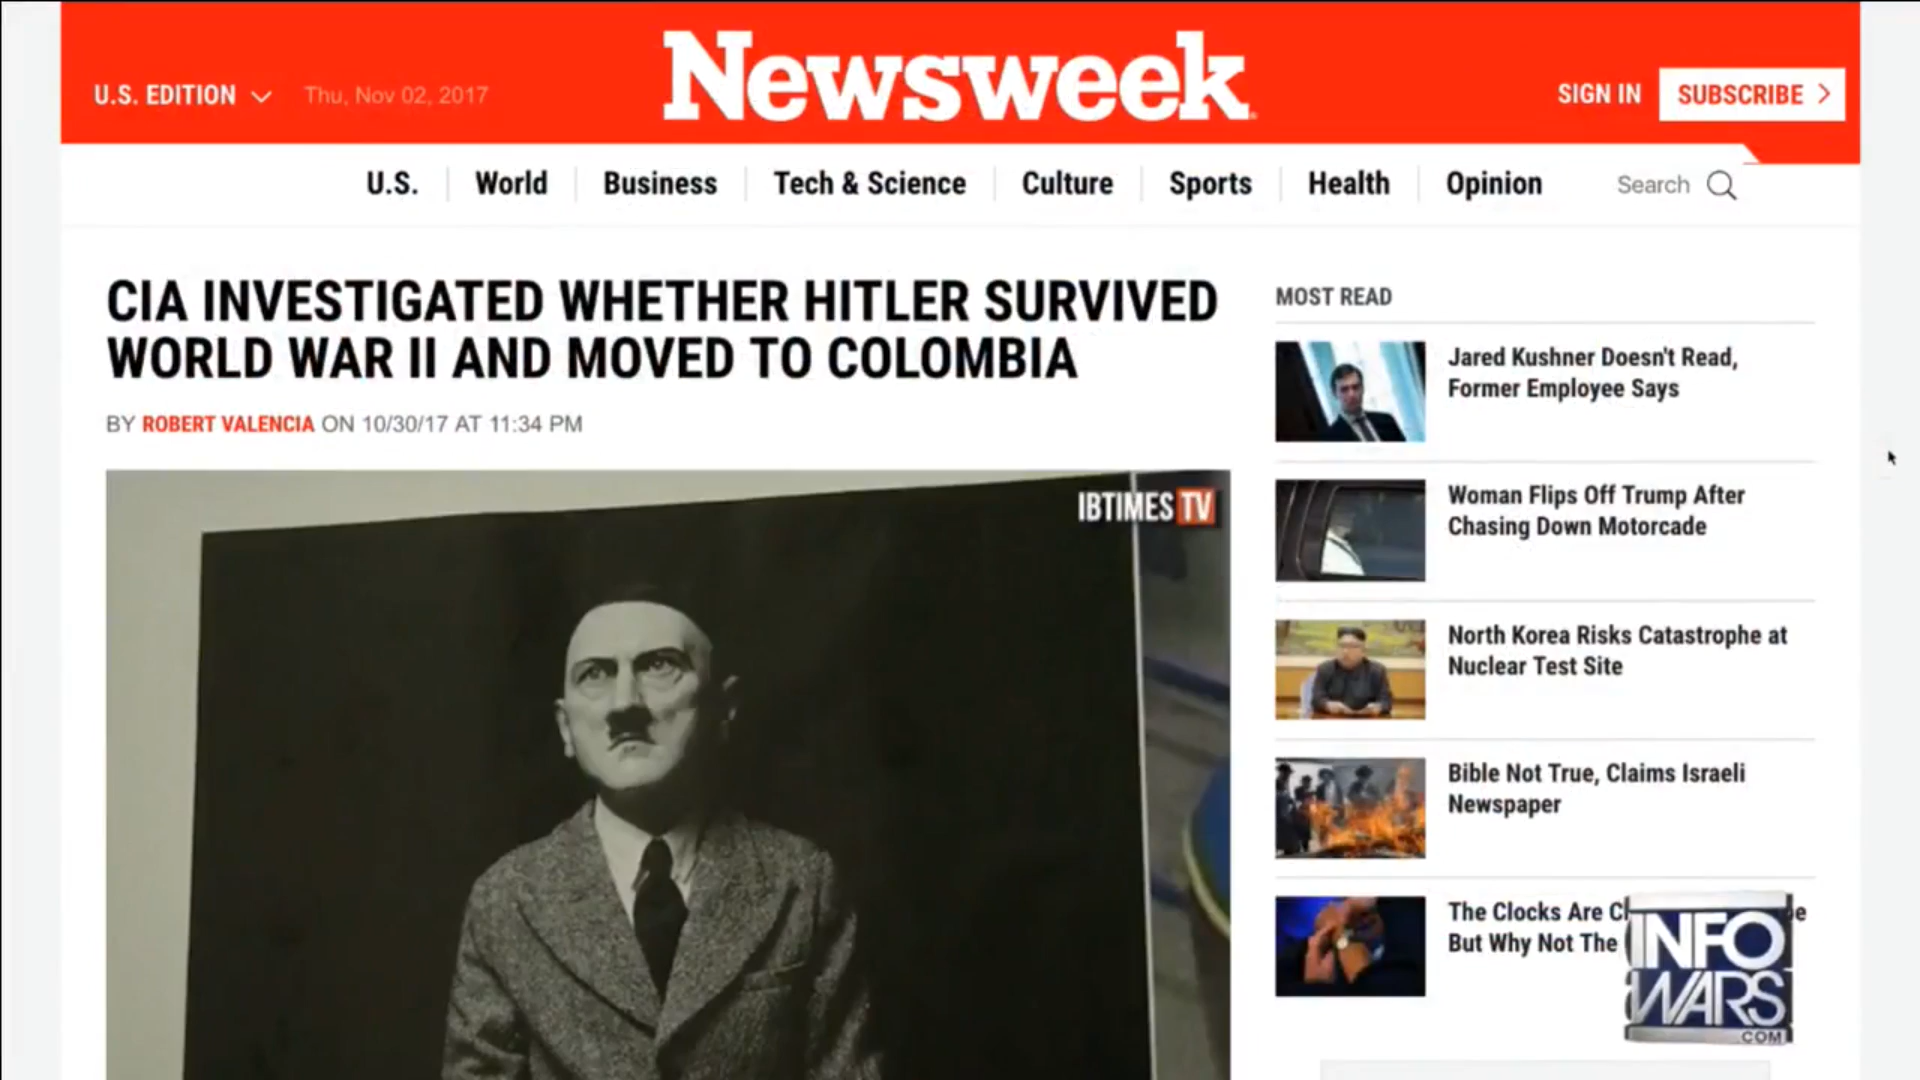 Newsweek
U.S. EDITION
Thu, Nov 02, 2017
SIGN IN
SUBSCRIBE
U.S.
World
Business
Tech & Science
Culture
Sports
Health
Opinion
Search
CIA INVESTIGATED WHETHER HITLER SURVIVED
WORLD WAR II AND MOVED TO COLOMBIA
BY ROBERT VALENCIA ON 10/30/17 AT 11:34 PM
IBTIMES TV
MOST READ
Jared Kushner Doesn't Read,
Former Employee Says
Woman Flips Off Trump After
Chasing Down Motorcade
North Korea Risks Catastrophe at
Nuclear Test Site
Bible Not True, Claims Israeli
Newspaper
The Clocks Are
But Why Not The
INFO
WARS
.COM